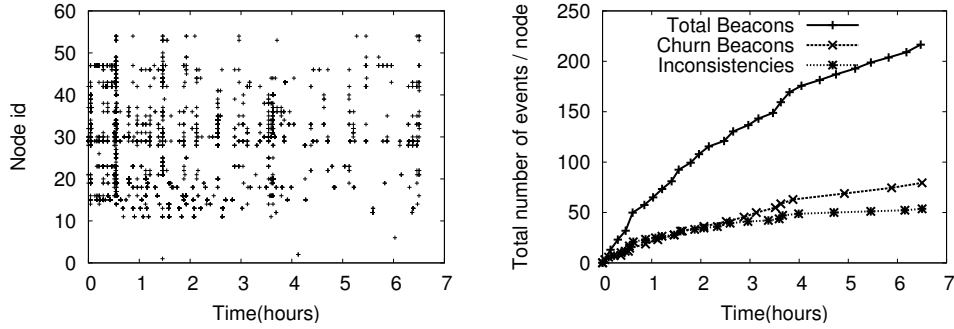 60
50
40
30
20
10
0
Node id
0 1 2 3 4 5 6 7
Time(hours)
250
200
150
100
50
0
Total number of events / node
Total Beacons
Churn Beacons
Inconsistencies
0 1 2 3 4 5 6 7
Time(hours)